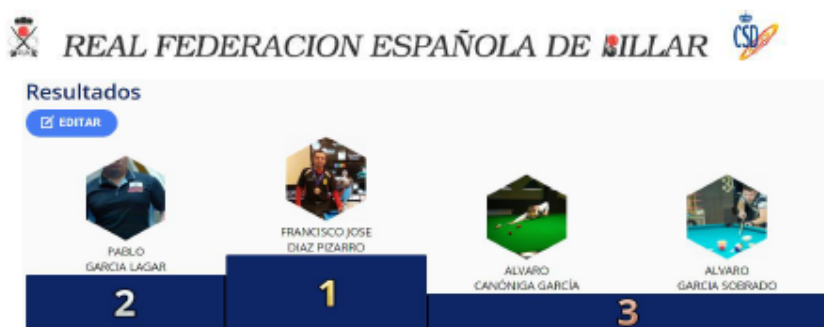 REAL FEDERACION ESPAÑOLA DE BILLAR
CSD
Resultados
EDITAR
PABLO
GARCIA LAGAR
FRANCISCO JOSE
DIAZ PIZARRO
ALVARO
CANÓNIGA GARCÍA
ALVARO
GARCIA SOBRADO
2
1
3